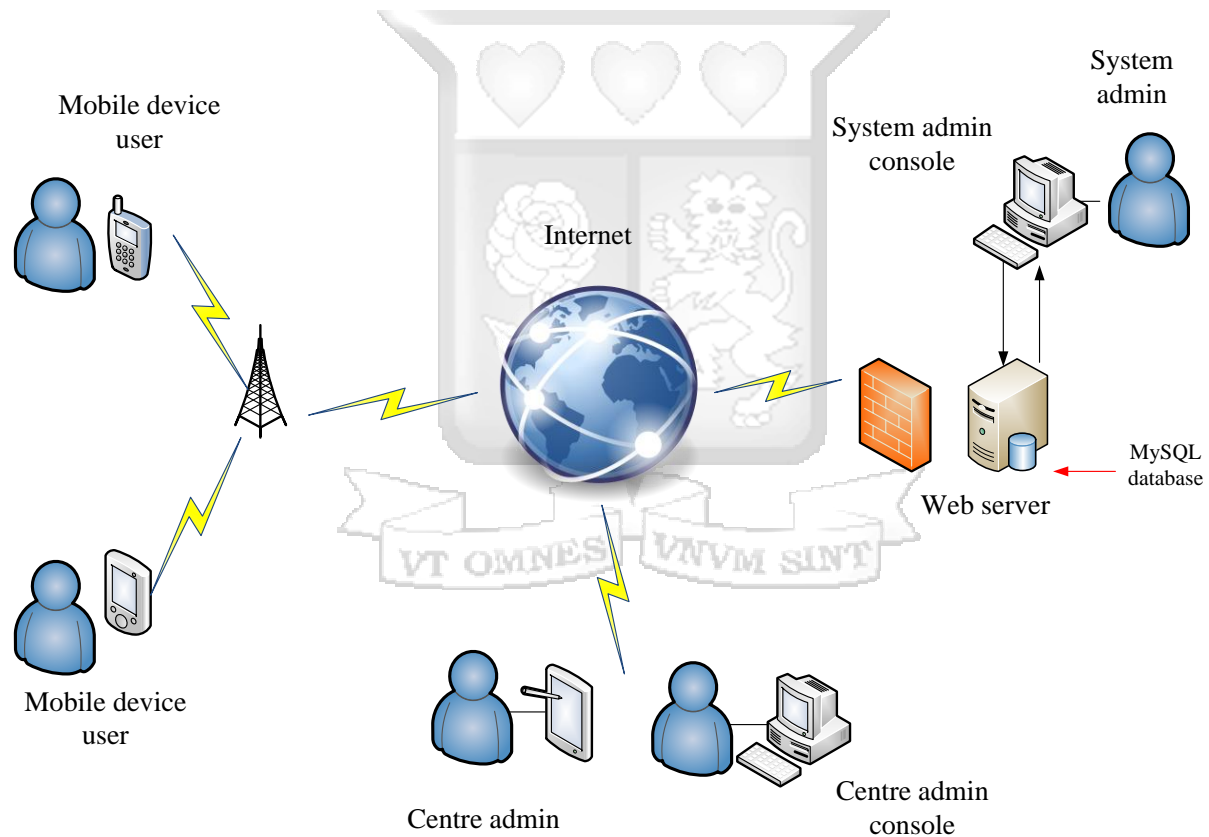 Mobile device
user
System
admin
System admin
console
Internet
MySQL
database
Web server
VT OMNES
VNVM SINT
Mobile device
user
Centre admin
Centre admin
console